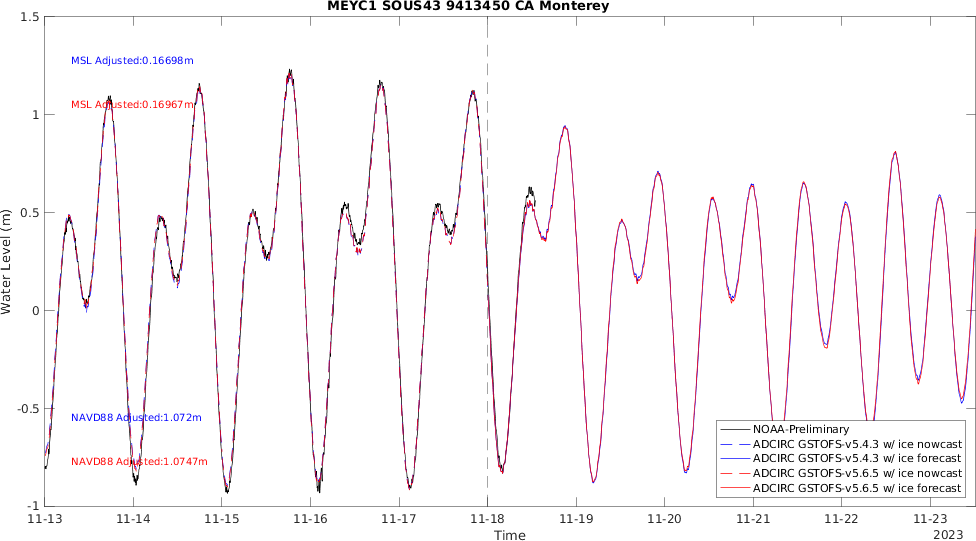 MEYC1 SOUS43 9413450 CA Monterey
1.5
MSL Adjusted:0.16698m
MSL Adjusted:0.16967m
1
0.5
Water Level (m)
0
-0.5
NAVD88 Adjusted:1.072m
NAVD88 Adjusted:1.0747m
-1
NOAA-Preliminary
ADCIRC GSTOFS-v5.4.3 w/ ice nowcast
ADCIRC GSTOFS-v5.4.3 w/ ice forecast
ADCIRC GSTOFS-v5.6.5 w/ ice nowcast
ADCIRC GSTOFS-v5.6.5 w/ ice forecast
11-13 11-14 11-15 11-16 11-17 11-18 11-19 11-20 11-21 11-22 11-23
Time
2023